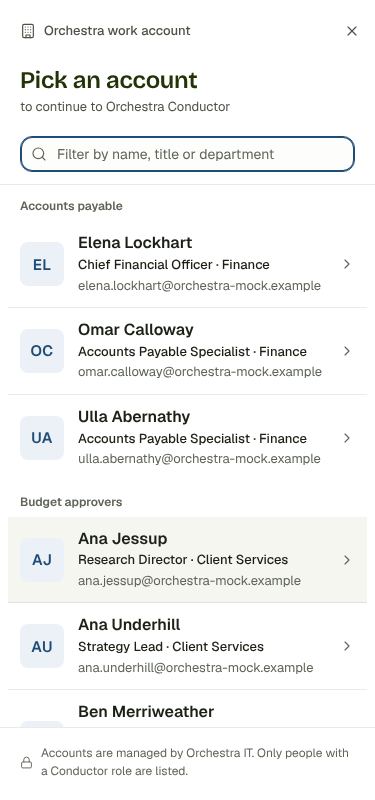 Orchestra work account
Pick an account
to continue to Orchestra Conductor
Filter by name, title or department
Accounts payable
EL
Elena Lockhart
Chief Financial Officer · Finance
elena.lockhart@orchestra-mock.example
OC
Omar Calloway
Accounts Payable Specialist · Finance
omar.calloway@orchestra-mock.example
UA
Ulla Abernathy
Accounts Payable Specialist · Finance
ulla.abernathy@orchestra-mock.example
Budget approvers
AJ
Ana Jessup
Research Director · Client Services
ana.jessup@orchestra-mock.example
AU
Ana Underhill
Strategy Lead · Client Services
ana.underhill@orchestra-mock.example
Ben Merriweather
Accounts are managed by Orchestra IT. Only people with
a Conductor role are listed.